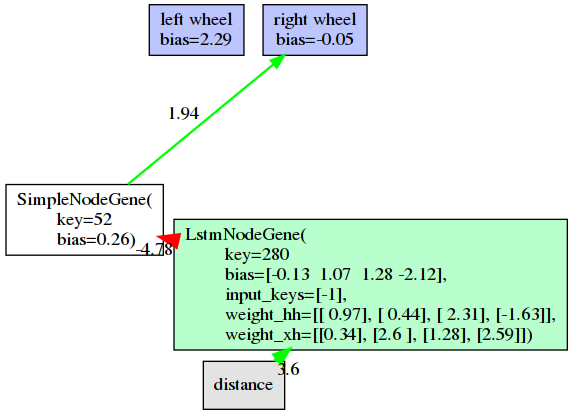 left wheel
bias=2.29
right wheel
bias=-0.05
1.94
SimpleNodeGene(
key=52
bias=0.26)
-4.78
LstmNodeGene(
key=280
bias=[-0.13 1.07 1.28 -2.12],
input_keys=[-1],
weight_hh=[[ 0.97], [ 0.44], [ 2.31], [-1.63]],
weight_xh=[[0.34], [2.6 ], [1.28], [2.59]])
3.6
distance